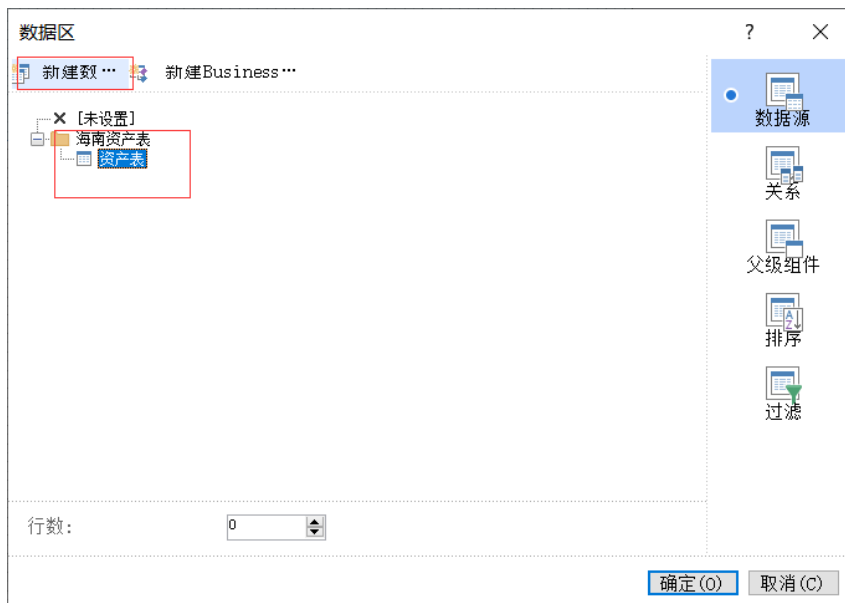 数据区
?
新建数… 新建Business…
[未设置]
海南资产表
资产表
数据源
关系
父级组件
排序
过滤
行数:
0
确定(O) 取消(C)